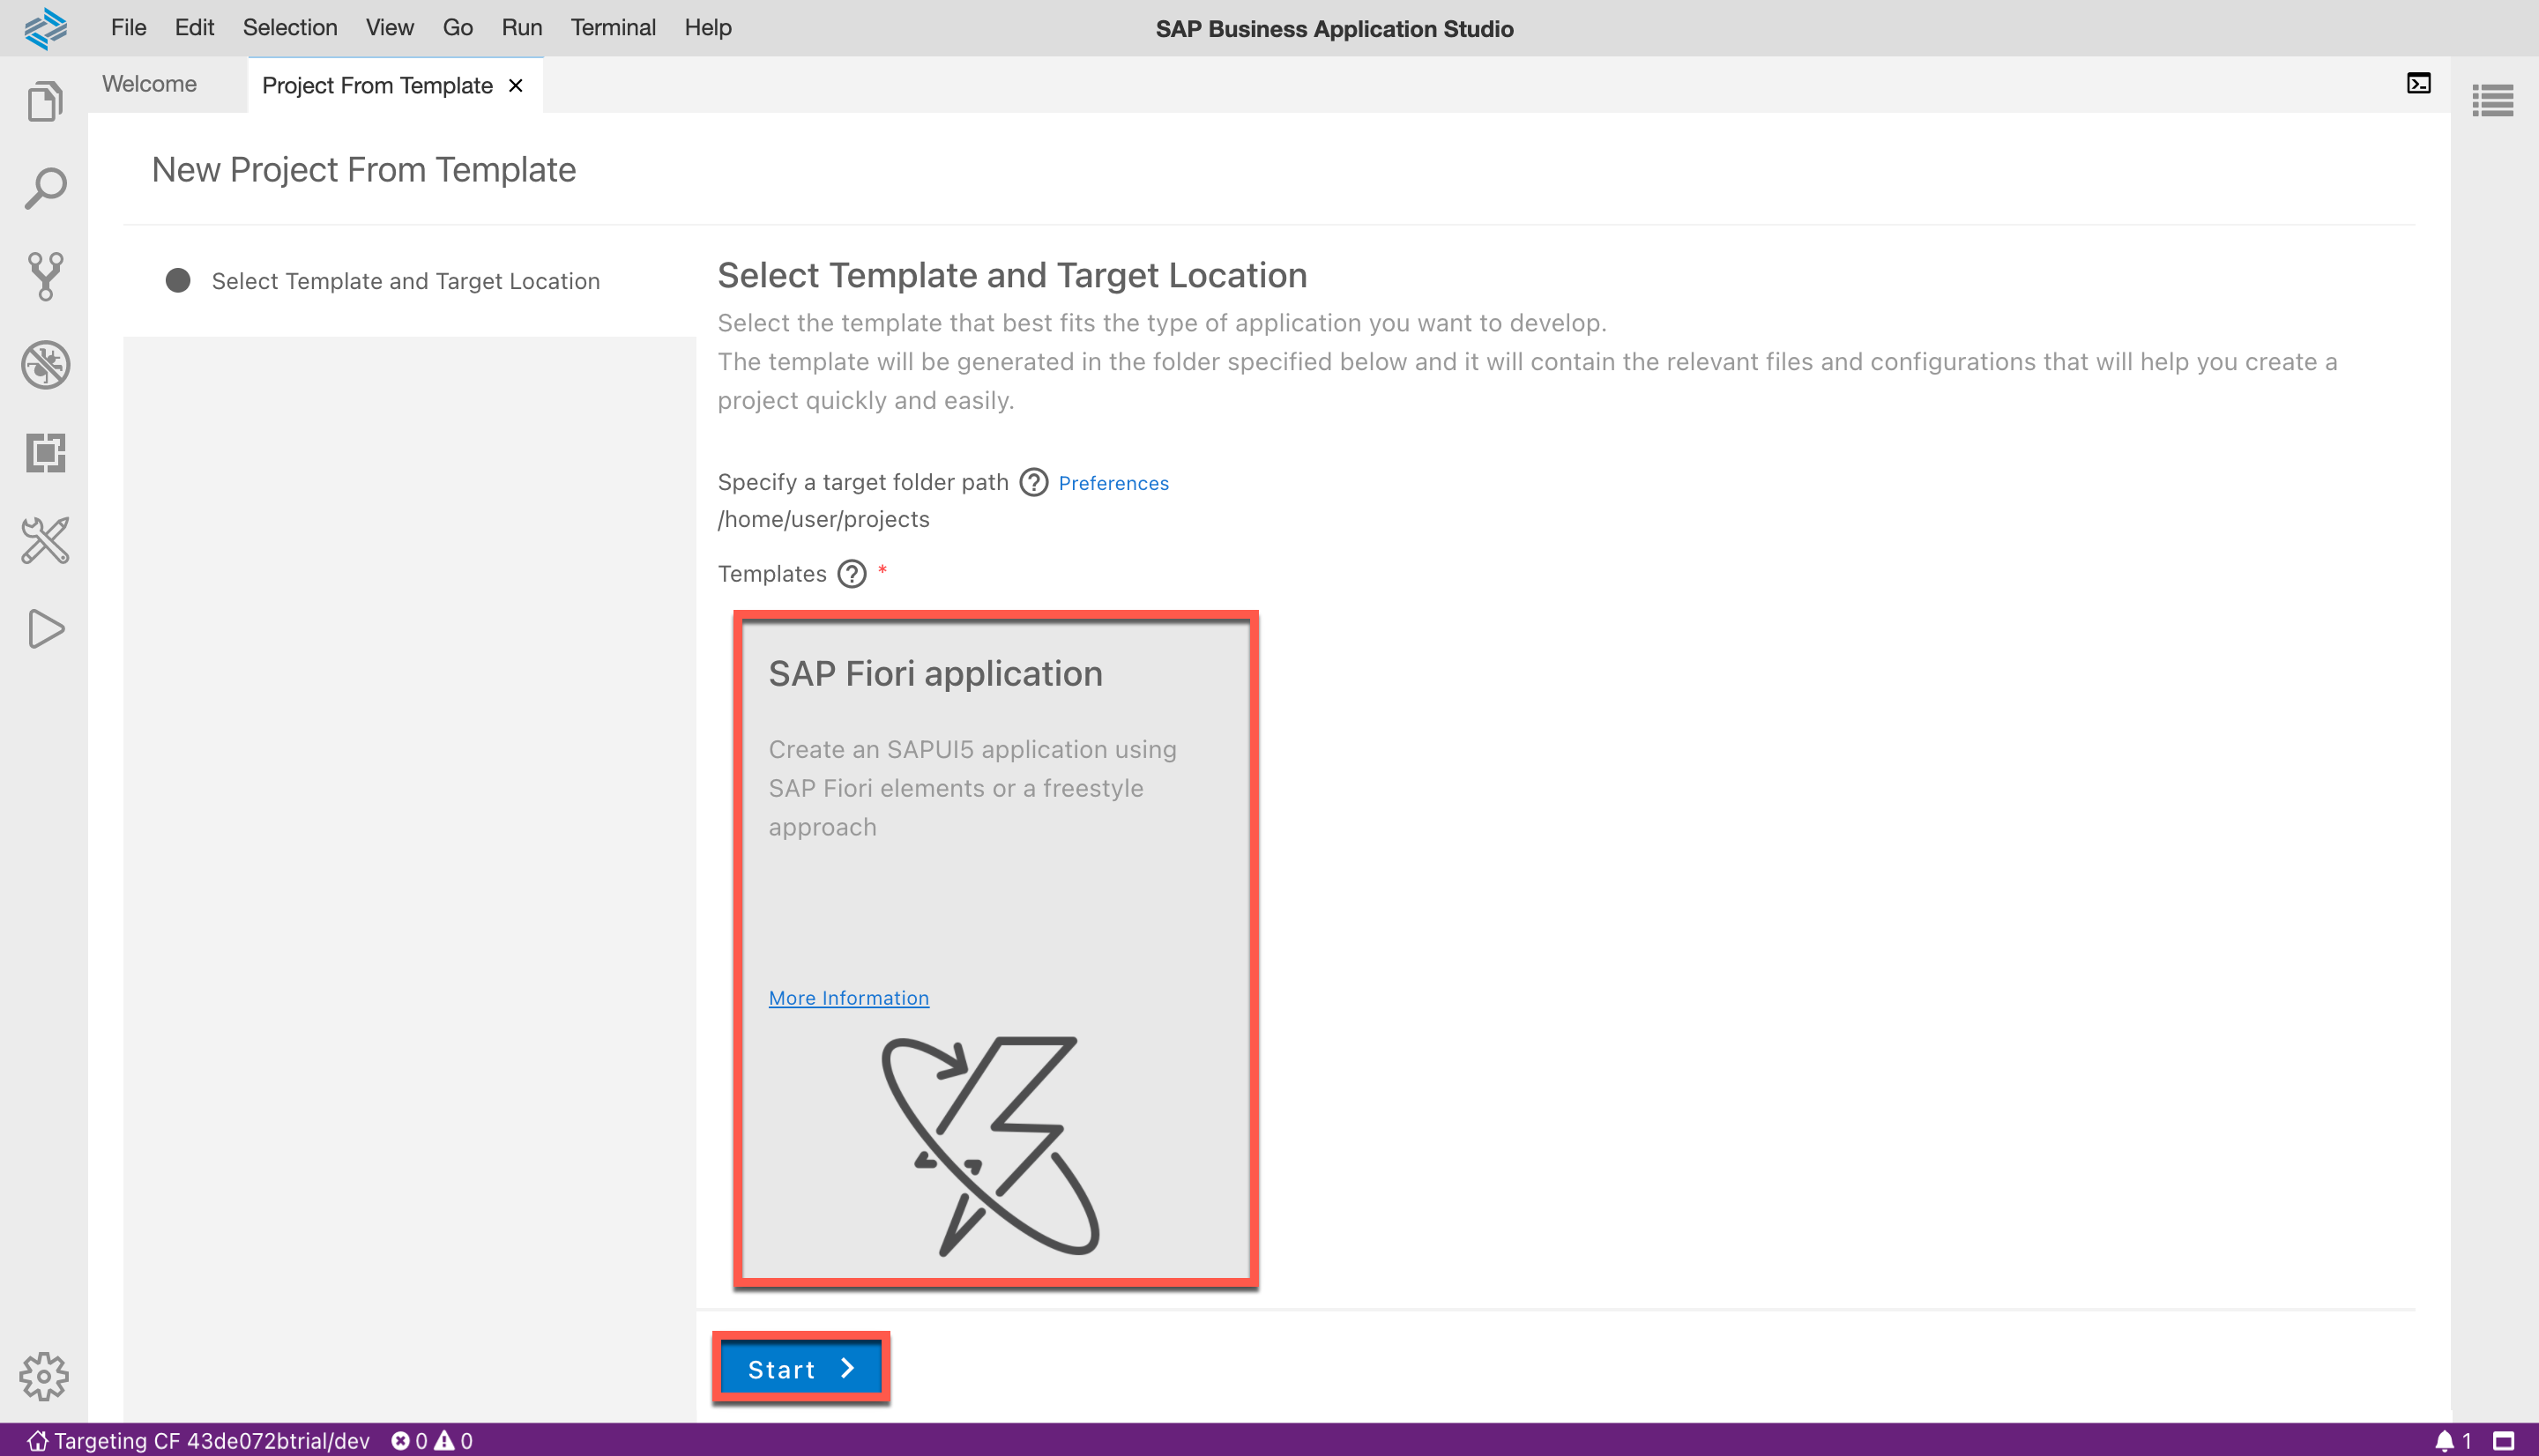 File Edit Selection View Go Run Terminal Help
SAP Business Application Studio
Welcome
Project From Template
New Project From Template
Select Template and Target Location
Select Template and Target Location
Select the template that best fits the type of application you want to develop.
The template will be generated in the folder specified below and it will contain the relevant files and configurations that will help you create a
project quickly and easily.
Specify a target folder path ? Preferences
/home/user/projects
Templates ? *
SAP Fiori application
Create an SAPUI5 application using
SAP Fiori elements or a freestyle
approach
More Information
Start
Targeting CF 43de072btrial/dev 0 0
1